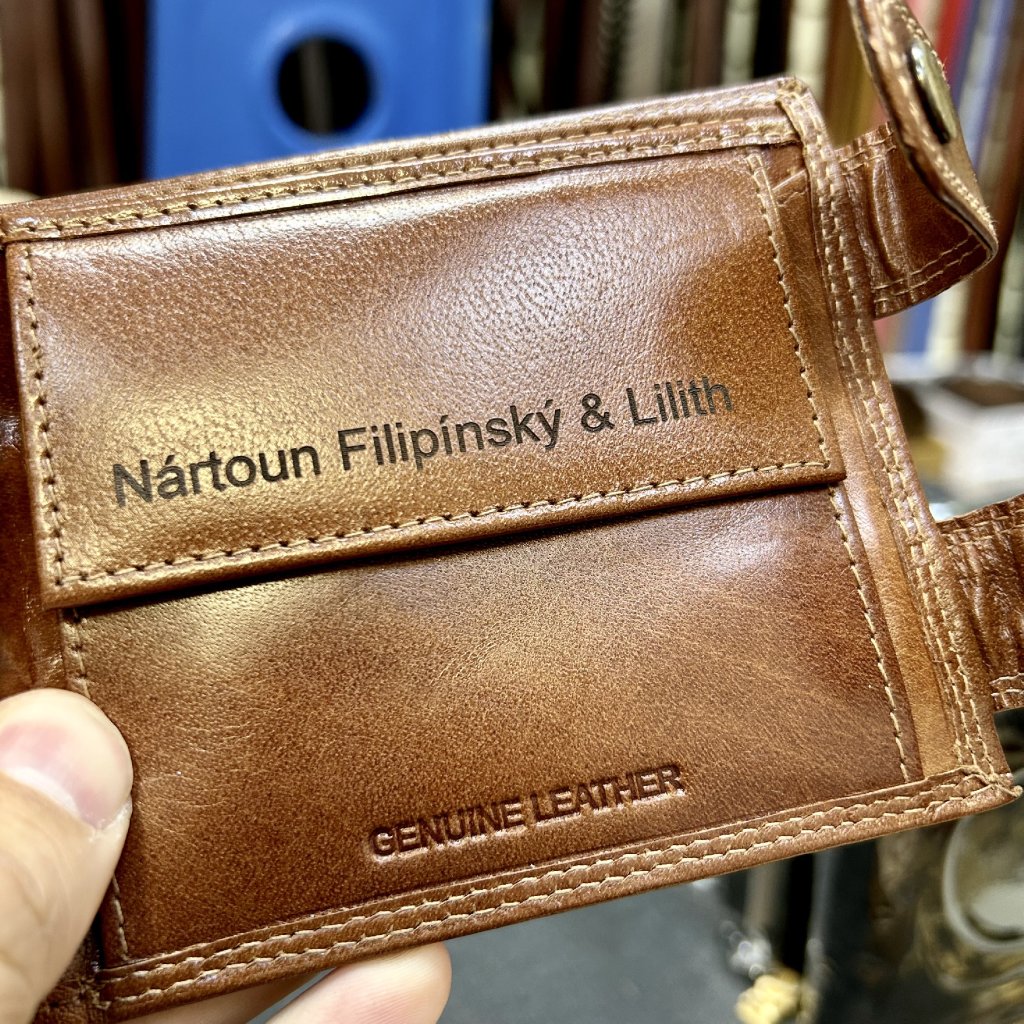 Nártoun Filipínský & Lilith
GENUINE LEATHER